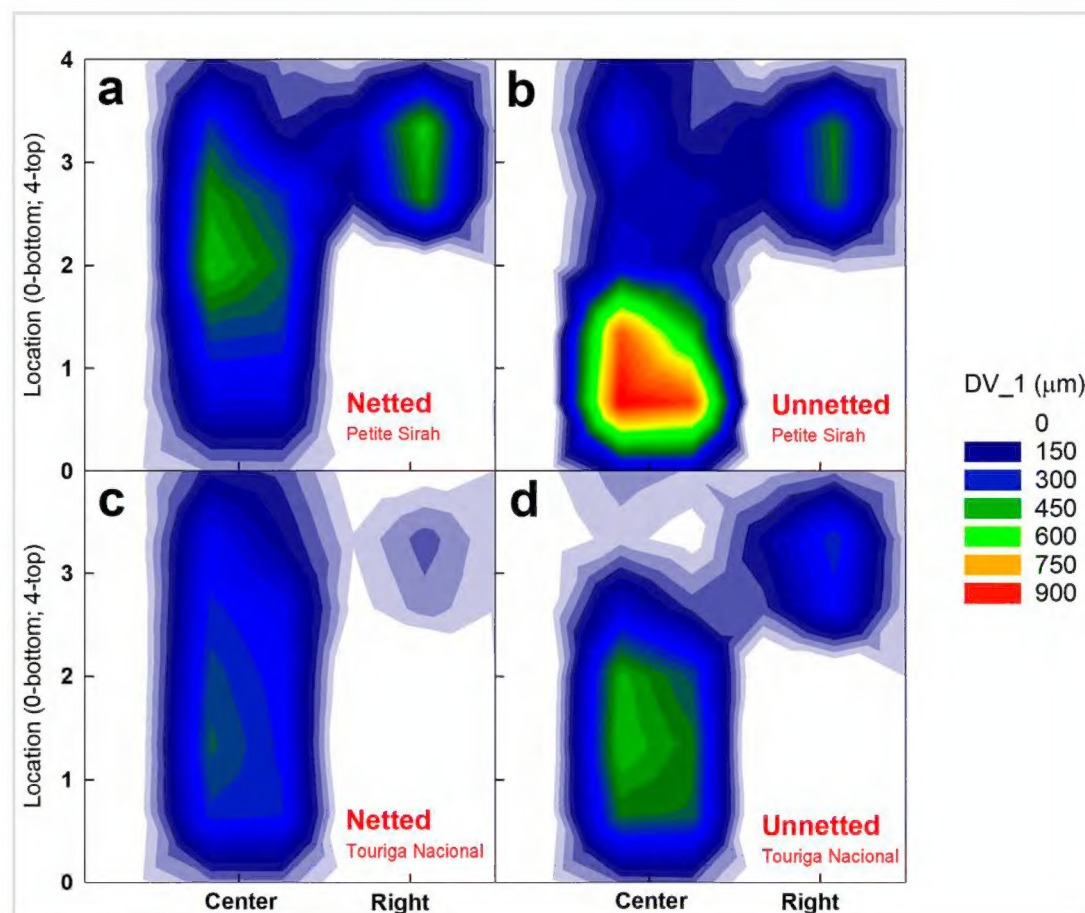 a
b
4
3
2
1
0
Location (0-bottom; 4-top)
Netted
Petite Sirah
Unnetted
Petite Sirah
c
d
3
2
1
0
Location (0-bottom; 4-top)
Netted
Touriga Nacional
Unnetted
Touriga Nacional
Center
Right
Center
Right
DV_1 (μm)
0
150
300
450
600
750
900